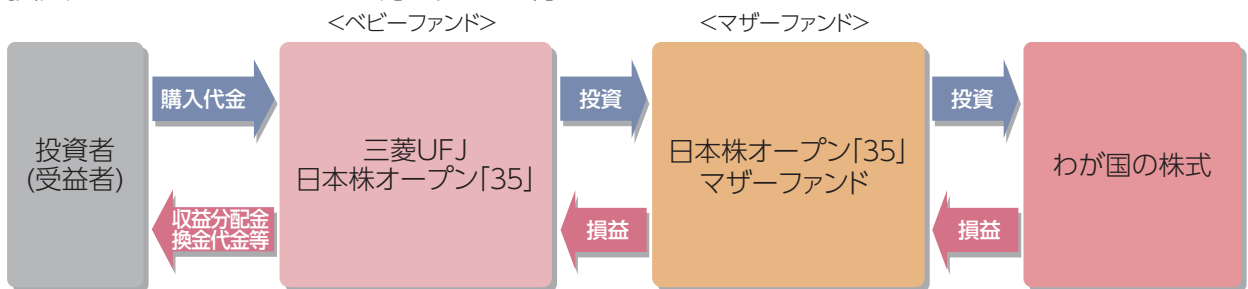 <ベビーファンド>
<マザーファンド>
投資者
(受益者)
購入代金
収益分配金
換金代金等
三菱UFJ
日本株オープン「35」
投資
損益
日本株オープン「35」
マザーファンド
投資
損益
わが国の株式